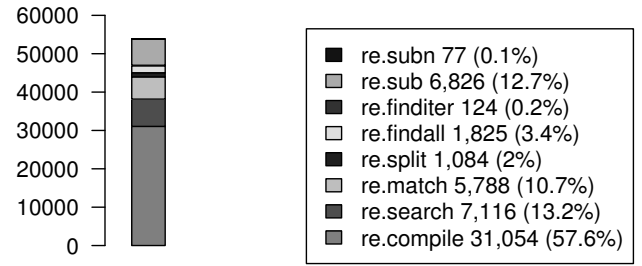 60000
50000
40000
30000
20000
10000
0
re.subn 77 (0.1%)
re.sub 6,826 (12.7%)
re.finditer 124 (0.2%)
re.findall 1,825 (3.4%)
re.split 1,084 (2%)
re.match 5,788 (10.7%)
re.search 7,116 (13.2%)
re.compile 31,054 (57.6%)